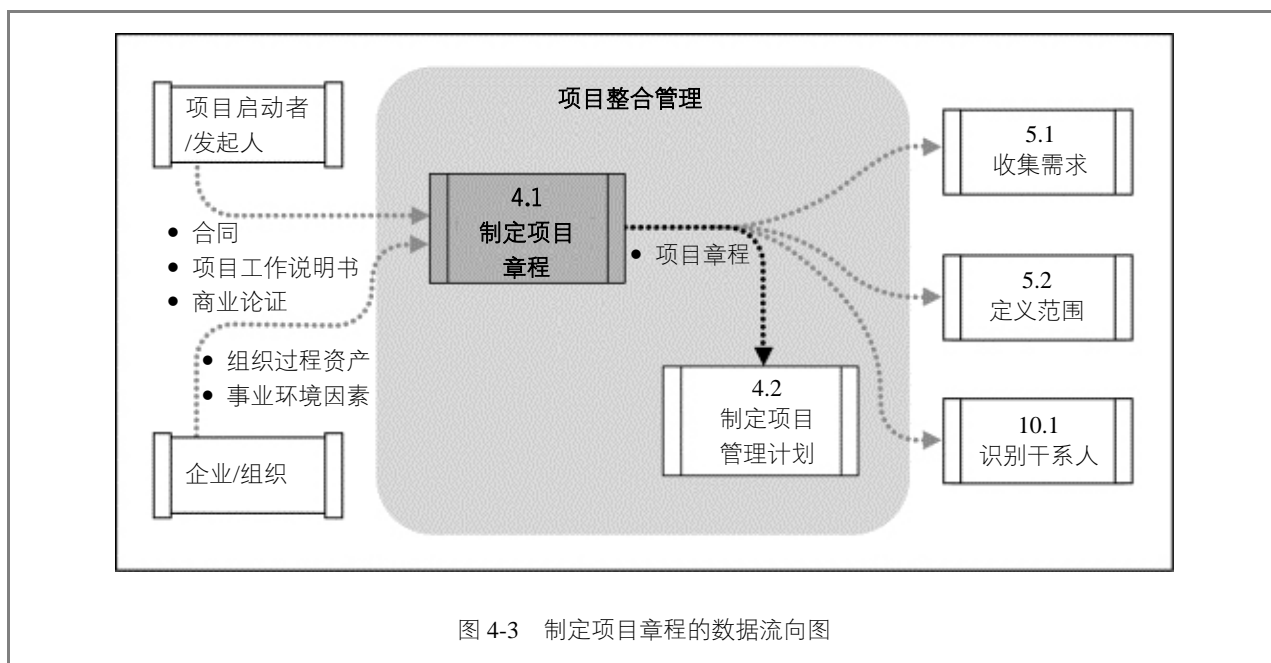 项目整合管理
项目启动者
/发起人
4.1
制定项目
章程
5.1
收集需求
• 合同
• 项目工作说明书
• 商业论证
• 项目章程
5.2
定义范围
• 组织过程资产
• 事业环境因素
4.2
制定项目
管理计划
10.1
识别干系人
企业/组织
图 4-3 制定项目章程的数据流向图